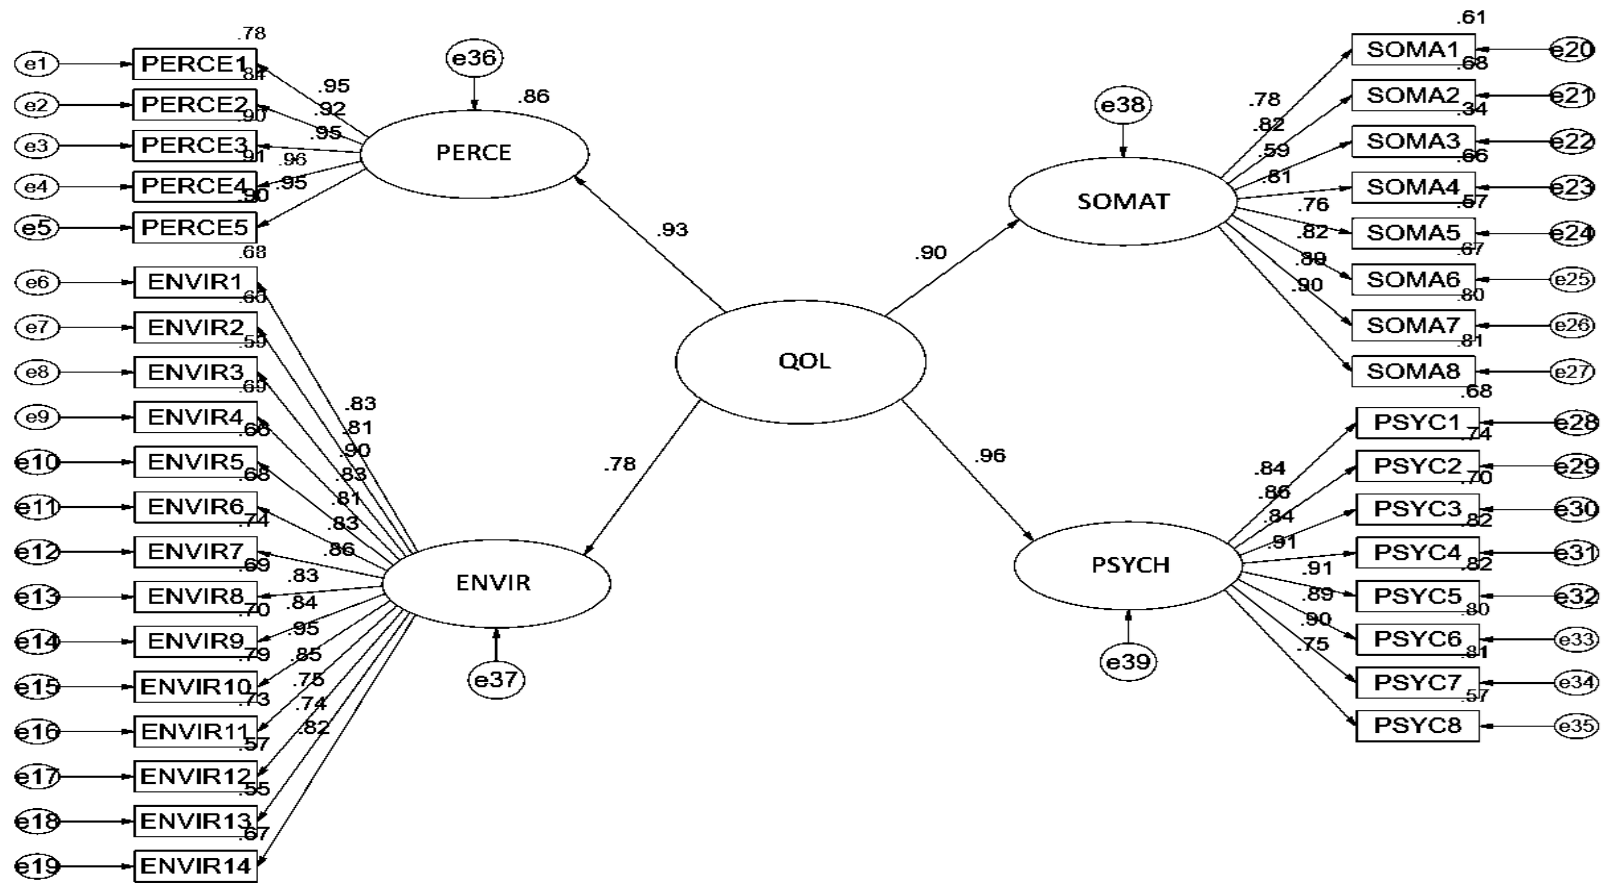 .78
e1 PERCE1 .84
e2 PERCE2 .90
e3 PERCE3 .91
e4 PERCE4 .90
e5 PERCE5
.95
.92
.95
.96
.95
e36
.86
PERCE
.93
.68
e6 ENVIR1 .60
e7 ENVIR2 .59
e8 ENVIR3 .69
e9 ENVIR4
e10 ENVIR5 .68
e11 ENVIR6 .74
e12 ENVIR7 .69
e13 ENVIR8 .70
e14 ENVIR9 .79
e15 ENVIR10 .73
e16 ENVIR11 .57
e17 ENVIR12 .55
e18 ENVIR13 .67
e19 ENVIR14
.83
.81
.90
.83
.81
.83
.86
.83
.84
.95
.85
.75
.74
.82
ENVIR
e37
.78
QOL
.90
.96
e38
SOMAT
.78
.82
.59
.81
.76
.82
.89
.90
.61
SOMA1 e20
.68
SOMA2 e21
.34
SOMA3 e22
.66
SOMA4 e23
.57
SOMA5 e24
.67
SOMA6 e25
.80
SOMA7 e26
.81
SOMA8 e27
.68
PSYCH
e39
.84
.86
.84
.91
.91
.89
.90
.75
PSYC1 e28
.74
PSYC2 e29
.70
PSYC3 e30
.82
PSYC4 e31
.82
PSYC5 e32
.80
PSYC6 e33
.81
PSYC7 e34
.57
PSYC8 e35